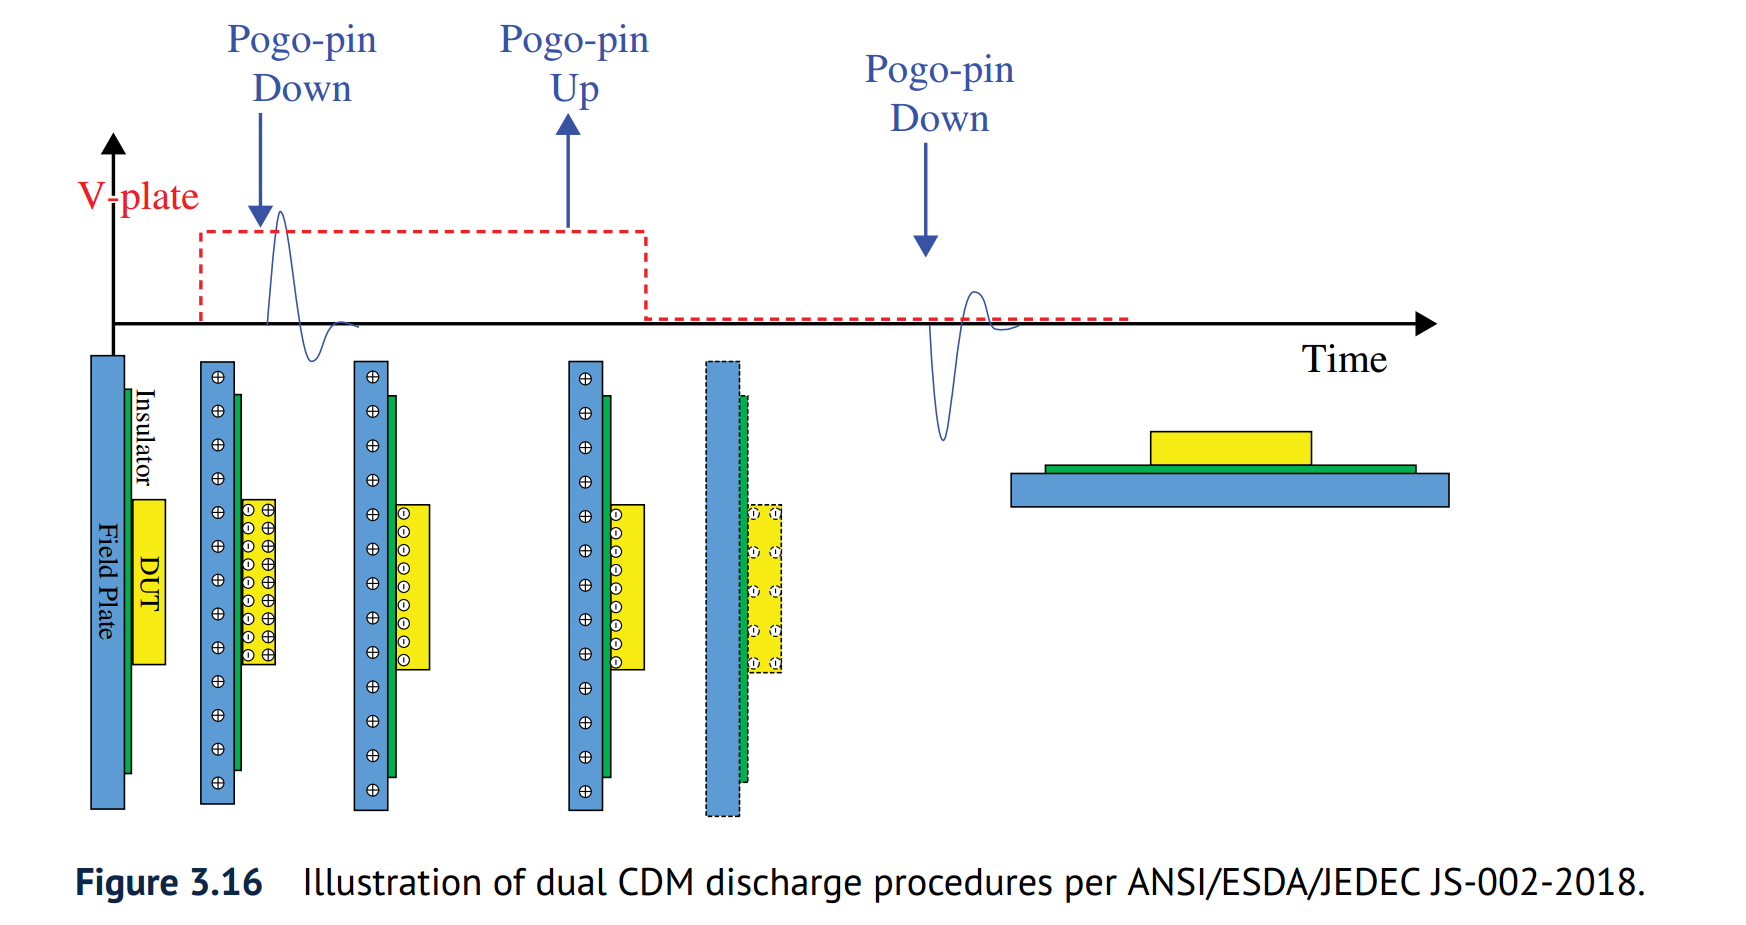 Pogo-pin
Down
Pogo-pin
Up
Pogo-pin
Down
V-plate
Time
Insulator
Field Plate
DUT
Figure 3.16 Illustration of dual CDM discharge procedures per ANSI/ESDA/JEDEC JS-002-2018.